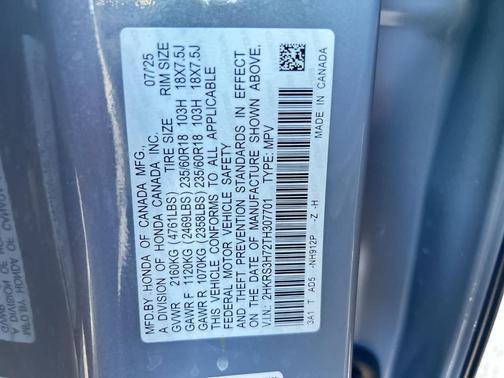 MFD.BY HONDA OF CANADA MFG.,
A DIVISION OF HONDA CANADA INC. 07/25
TIRE SIZE RIM SIZE
GVWR 2160KG (4761LBS)
GAWR F 1120KG (2469LBS) 235/60R18 103H 18X7.5J
GAWR R 1070KG (2358LBS) 235/60R18 103H 18X7.5J
THIS VEHICLE CONFORMS TO ALL APPLICABLE
FEDERAL MOTOR VEHICLE SAFETY
AND THEFT PREVENTION STANDARDS IN EFFECT
ON THE DATE OF MANUFACTURE SHOWN ABOVE.
V.I.N.: 2HKRS3H72TH307701 TYPE: MPV
3A1 T AD5 -NH912P -Z -H
MADE IN CANADA